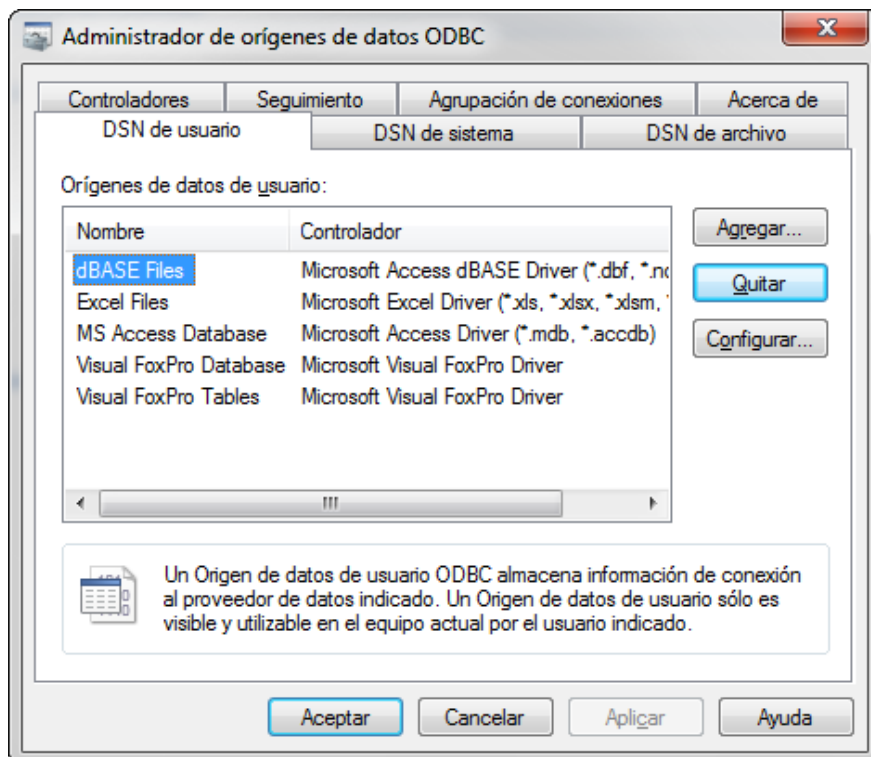 Administrador de orígenes de datos ODBC
Controladores Seguimiento Agrupación de conexiones Acerca de
DSN de usuario DSN de sistema DSN de archivo
Orígenes de datos de usuario:
Nombre Controlador
Agregar...
dBASE Files Microsoft Access dBASE Driver (*.dbf, *.nd
Quitar
Excel Files Microsoft Excel Driver (*.xls, *.xlsx, *.xlsm, *
MS Access Database Microsoft Access Driver (*.mdb, *.accdb)
Configurar...
Visual FoxPro Database Microsoft Visual FoxPro Driver
Visual FoxPro Tables Microsoft Visual FoxPro Driver
Un Origen de datos de usuario ODBC almacena información de conexión
al proveedor de datos indicado. Un Origen de datos de usuario sólo es
visible y utilizable en el equipo actual por el usuario indicado.
Aceptar Cancelar Aplicar Ayuda